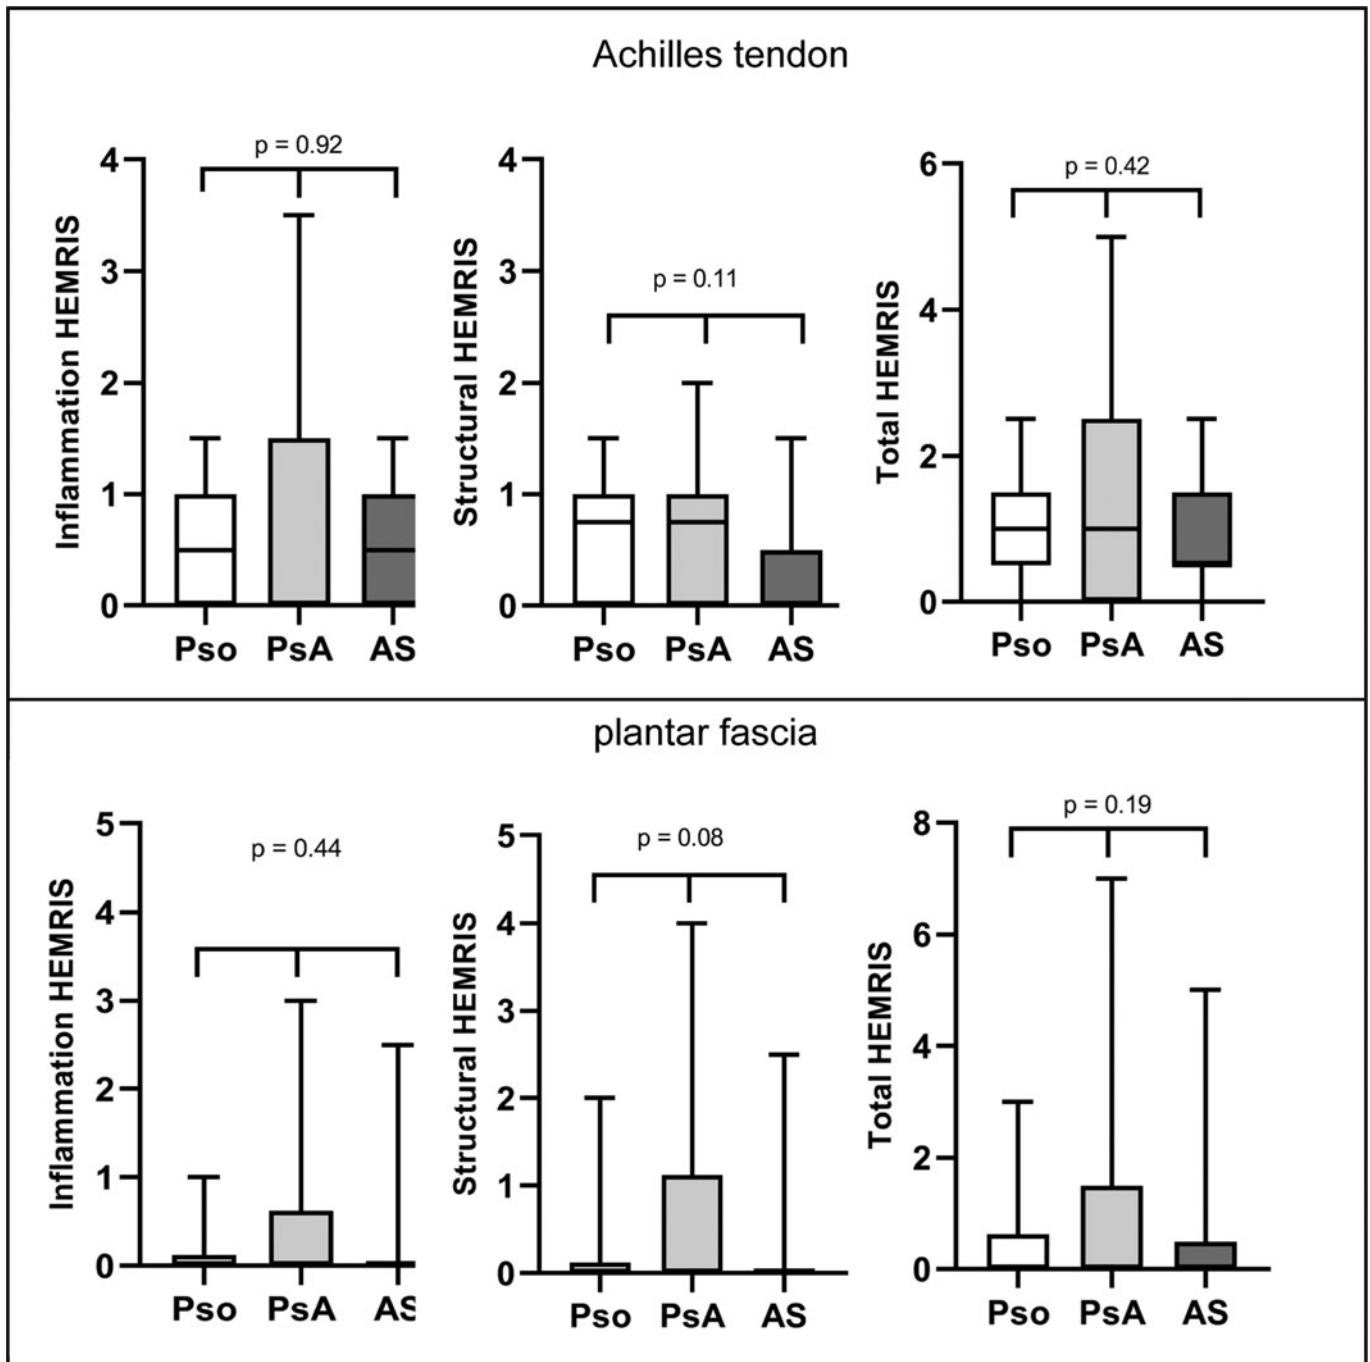 Achilles tendon
p = 0.92
Inflammation HEMRIS
4
3
2
1
0
Pso PsA AS
p = 0.11
Structural HEMRIS
4
3
2
1
0
Pso PsA AS
p = 0.42
Total HEMRIS
6
4
2
0
Pso PsA AS
plantar fascia
p = 0.44
Inflammation HEMRIS
5
4
3
2
1
0
Pso PsA AS
p = 0.08
Structural HEMRIS
5
4
3
2
1
0
Pso PsA AS
p = 0.19
Total HEMRIS
8
6
4
2
0
Pso PsA AS